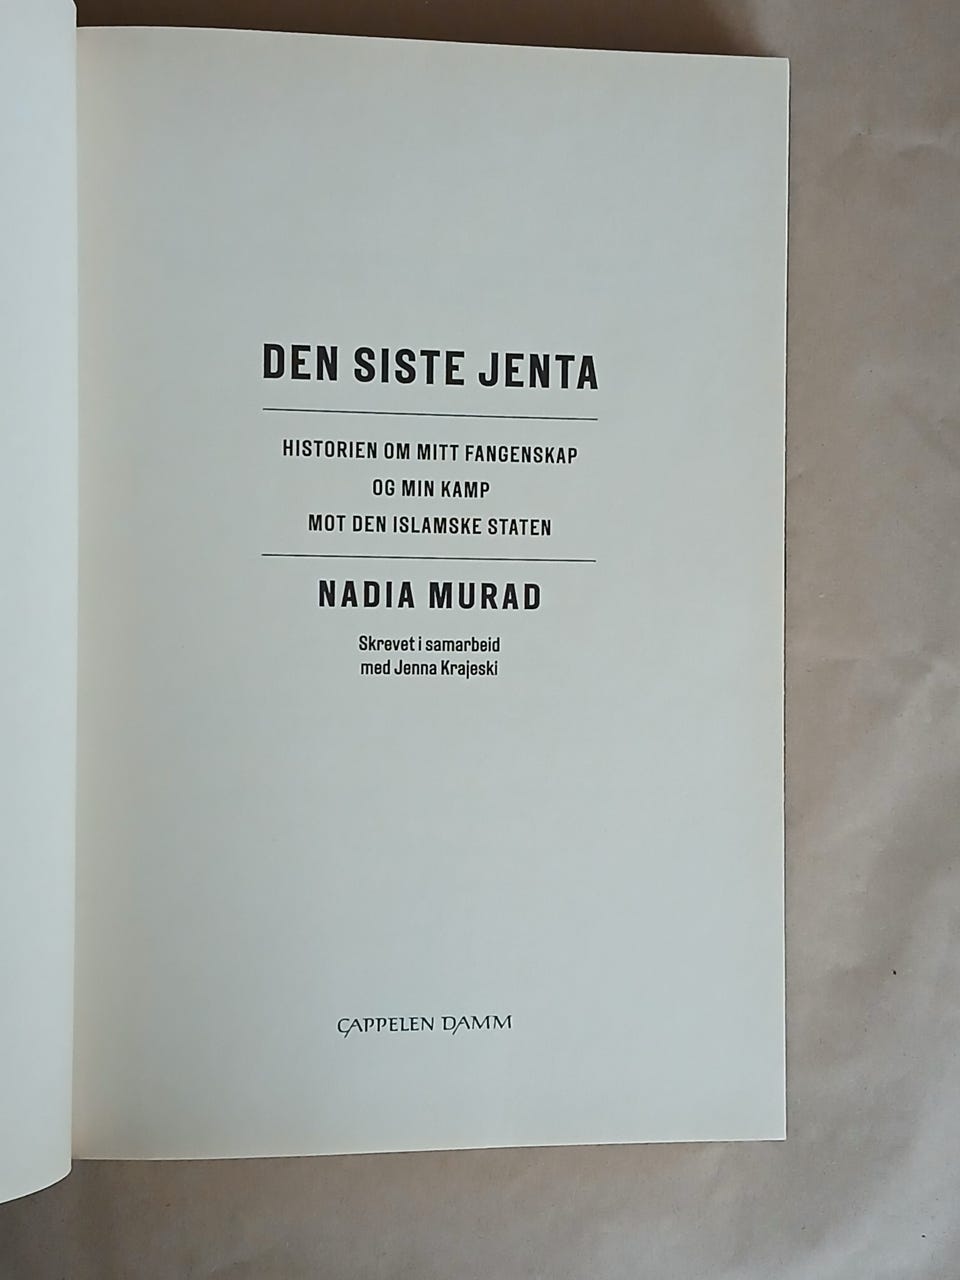 DEN SISTE JENTA
HISTORIEN OM MITT FANGENSKAP
OG MIN KAMP
MOT DEN ISLAMSKE STATEN
NADIA MURAD
Skrevet i samarbeid
med Jenna Krajeski
CAPPELEN DAMM